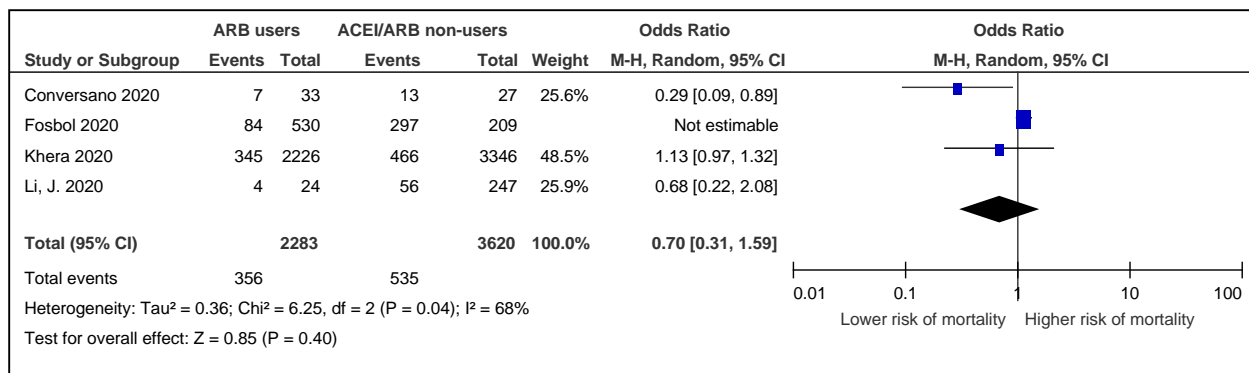 ARB users ACEI/ARB non-users Odds Ratio Odds Ratio
Study or Subgroup Events Total Events Total Weight M-H, Random, 95% CI M-H, Random, 95% CI
Conversano 2020 7 33 13 27 25.6% 0.29 [0.09, 0.89]
Fosbol 2020 84 530 297 209 Not estimable
Khera 2020 345 2226 466 3346 48.5% 1.13 [0.97, 1.32]
Li, J. 2020 4 24 56 247 25.9% 0.68 [0.22, 2.08]
Total (95% CI) 2283 3620 100.0% 0.70 [0.31, 1.59]
Total events 356 535
Heterogeneity: Tau² = 0.36; Chi² = 6.25, df = 2 (P = 0.04); I² = 68%
Test for overall effect: Z = 0.85 (P = 0.40)
0.01 0.1 1 10 100
Lower risk of mortality Higher risk of mortality